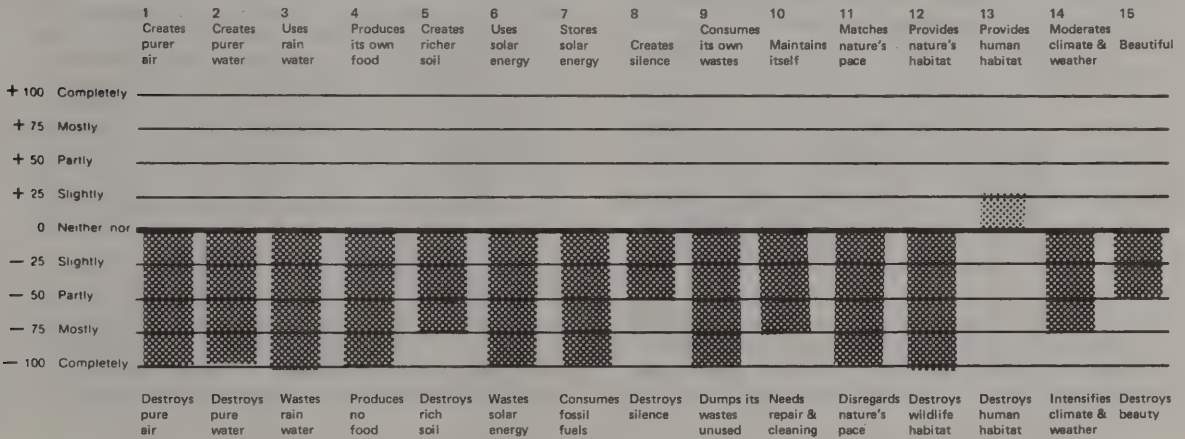 1 2 3 4 5 6 7 8 9 10 11 12 13 14 15
Creates Creates Uses Produces Creates Uses Stores Consumes Matches Provides Provides Moderates
purer purer rain its own richer solar solar Creates its own Maintains nature's nature's human climate & Beautiful
air water water food soil energy energy silence wastes itself pace habitat habitat weather
+ 100 Completely
+ 75 Mostly
+ 50 Partly
+ 25 Slightly
0 Neither nor
− 25 Slightly
− 50 Partly
− 75 Mostly
− 100 Completely
Destroys Destroys Wastes Produces Destroys Wastes Consumes Destroys Dumps its Needs Disregards Destroys Destroys Intensifies Destroys
pure pure rain no rich solar fossil silence wastes repair & nature's wildlife human climate & beauty
air water water food soil energy fuels unused cleaning pace habitat habitat weather